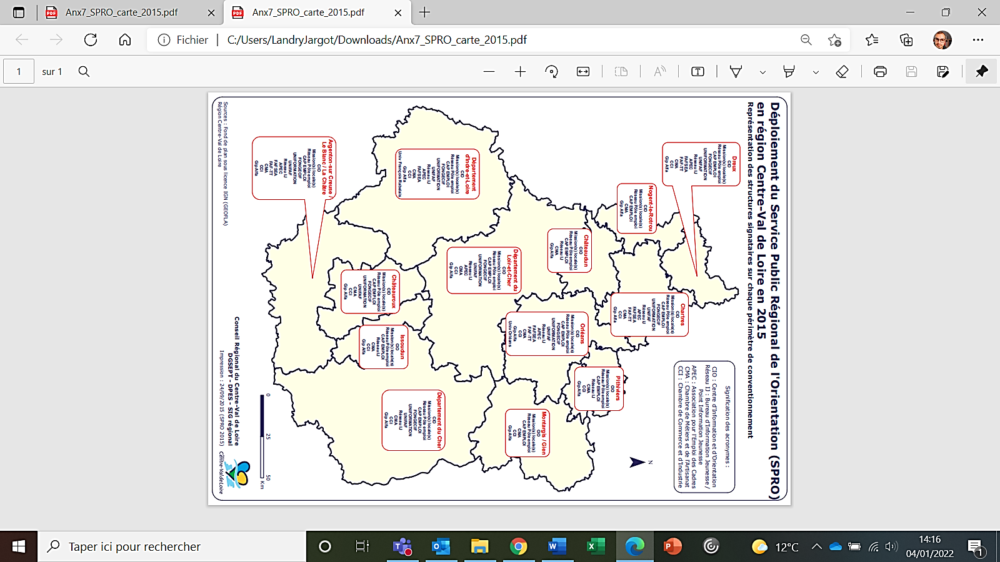 Anx7_SPRO_carte_2015.pdf
Anx7_SPRO_carte_2015.pdf
Fichier
C:/Users/LandryJargot/Downloads/Anx7_SPRO_carte_2015.pdf
1
sur 1
Déploiement du Service Public Régional de l'Orientation (SPRO)
en région Centre-Val de Loire en 2015
Représentation des structures signataires sur chaque périmètre de conventionnement
Dreux
CIO
Mission(s) locale(s)
Réseau Pôle emploi
CAP EMPLOI
FONGECIF
UNIFORMATION
UNIFAF
Réseau IJ
APEC
FAFSEA
FAF-TT
CMA
CCI
Gip Alfa
Nogent-le-Rotrou
CIO
Mission(s) locale(s)
Réseau Pôle emploi
CAP EMPLOI
CMA
Gip Alfa
Châteaudun
CIO
Mission(s) locale(s)
Réseau Pôle emploi
CAP EMPLOI
Réseau IJ
CMA
Gip Alfa
Chartres
CIO
Mission(s) locale(s)
Réseau Pôle emploi
CAP EMPLOI
FONGECIF
UNIFORMATION
UNIFAF
Réseau IJ
APEC
FAFSEA
FAF-TT
CMA
CCI
Gip Alfa
Signification des acronymes :
CIO : Centre d'Information et d'Orientation
Réseau IJ : Bureau d'Information Jeunesse /
Point Information Jeunesse
APEC : Association pour l'Emploi des Cadres
CMA : Chambre de Métiers et de l'Artisanat
CCI : Chambre de Commerce et d'Industrie
Orléans
CIO
Mission(s) locale(s)
Réseau Pôle emploi
CAP EMPLOI
FONGECIF
UNIFORMATION
UNIFAF
Réseau IJ
APEC
FAFSEA
FAF-TT
CMA
CCI
Gip Alfa
Univ Orléans
Pithiviers
CIO
Mission(s) locale(s)
Réseau Pôle emploi
CAP EMPLOI
Réseau IJ
CMA
CCI
Gip Alfa
Montargis / Gien
CIO
Mission(s) locale(s)
Réseau Pôle emploi
CAP EMPLOI
CMA
CCI
Gip Alfa
Département du
Loir-et-Cher
CIO
Mission(s) locale(s)
Réseau Pôle emploi
CAP EMPLOI
FONGECIF
UNIFORMATION
UNIFAF
Réseau IJ
APEC
CMA
CCI
Gip Alfa
Département
d'Indre-et-Loire
CIO
Mission(s) locale(s)
Réseau Pôle emploi
CAP EMPLOI
FONGECIF
UNIFORMATION
UNIFAF
Réseau IJ
APEC
FAFSEA
CMA
CCI
Gip Alfa
Univ François Rabelais
Département du Cher
CIO
Mission(s) locale(s)
Réseau Pôle emploi
CAP EMPLOI
FONGECIF
UNIFORMATION
UNIFAF
Réseau IJ
CMA
CCI
Gip Alfa
Issoudun
CIO
Mission(s) locale(s)
Réseau Pôle emploi
CAP EMPLOI
Réseau IJ
CMA
CCI
Gip Alfa
Châteauroux
CIO
Mission(s) locale(s)
Réseau Pôle emploi
CAP EMPLOI
FONGECIF
UNIFORMATION
UNIFAF
CMA
CCI
Gip Alfa
Argenton-sur Creuse /
Le Blanc / La Châtre
CIO
Mission(s) locale(s)
Réseau Pôle emploi
CAP EMPLOI
FONGECIF
UNIFORMATION
UNIFAF
Réseau IJ
APEC
FAFSEA
FAF-TT
CMA
CCI
Gip Alfa
N
0 25 50
Km
Sources : Fond de plan sous licence IGN (GEOFLA)
Région Centre-Val de Loire
Conseil Régional du Centre-Val de Loire
DGSEPT - DPES - SIG régional
Impression : 24/09/2015 (SPRO 2015)
Centre-Val de Loire
Taper ici pour rechercher
12°C
14:16
04/01/2022
1